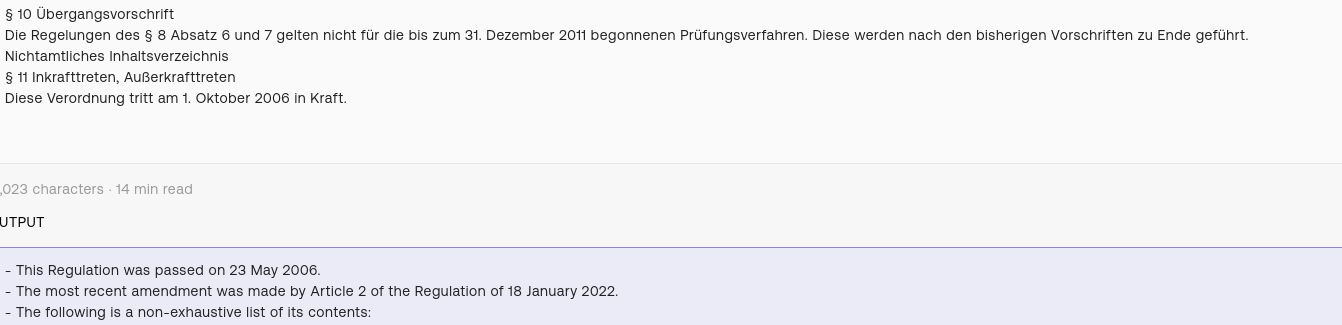 § 10 Übergangsvorschrift
Die Regelungen des § 8 Absatz 6 und 7 gelten nicht für die bis zum 31. Dezember 2011 begonnenen Prüfungsverfahren. Diese werden nach den bisherigen Vorschriften zu Ende geführt.
Nichtamtliches Inhaltsverzeichnis
§ 11 Inkrafttreten, Außerkrafttreten
Diese Verordnung tritt am 1. Oktober 2006 in Kraft.
,023 characters · 14 min read
UTPUT
- This Regulation was passed on 23 May 2006.
- The most recent amendment was made by Article 2 of the Regulation of 18 January 2022.
- The following is a non-exhaustive list of its contents: